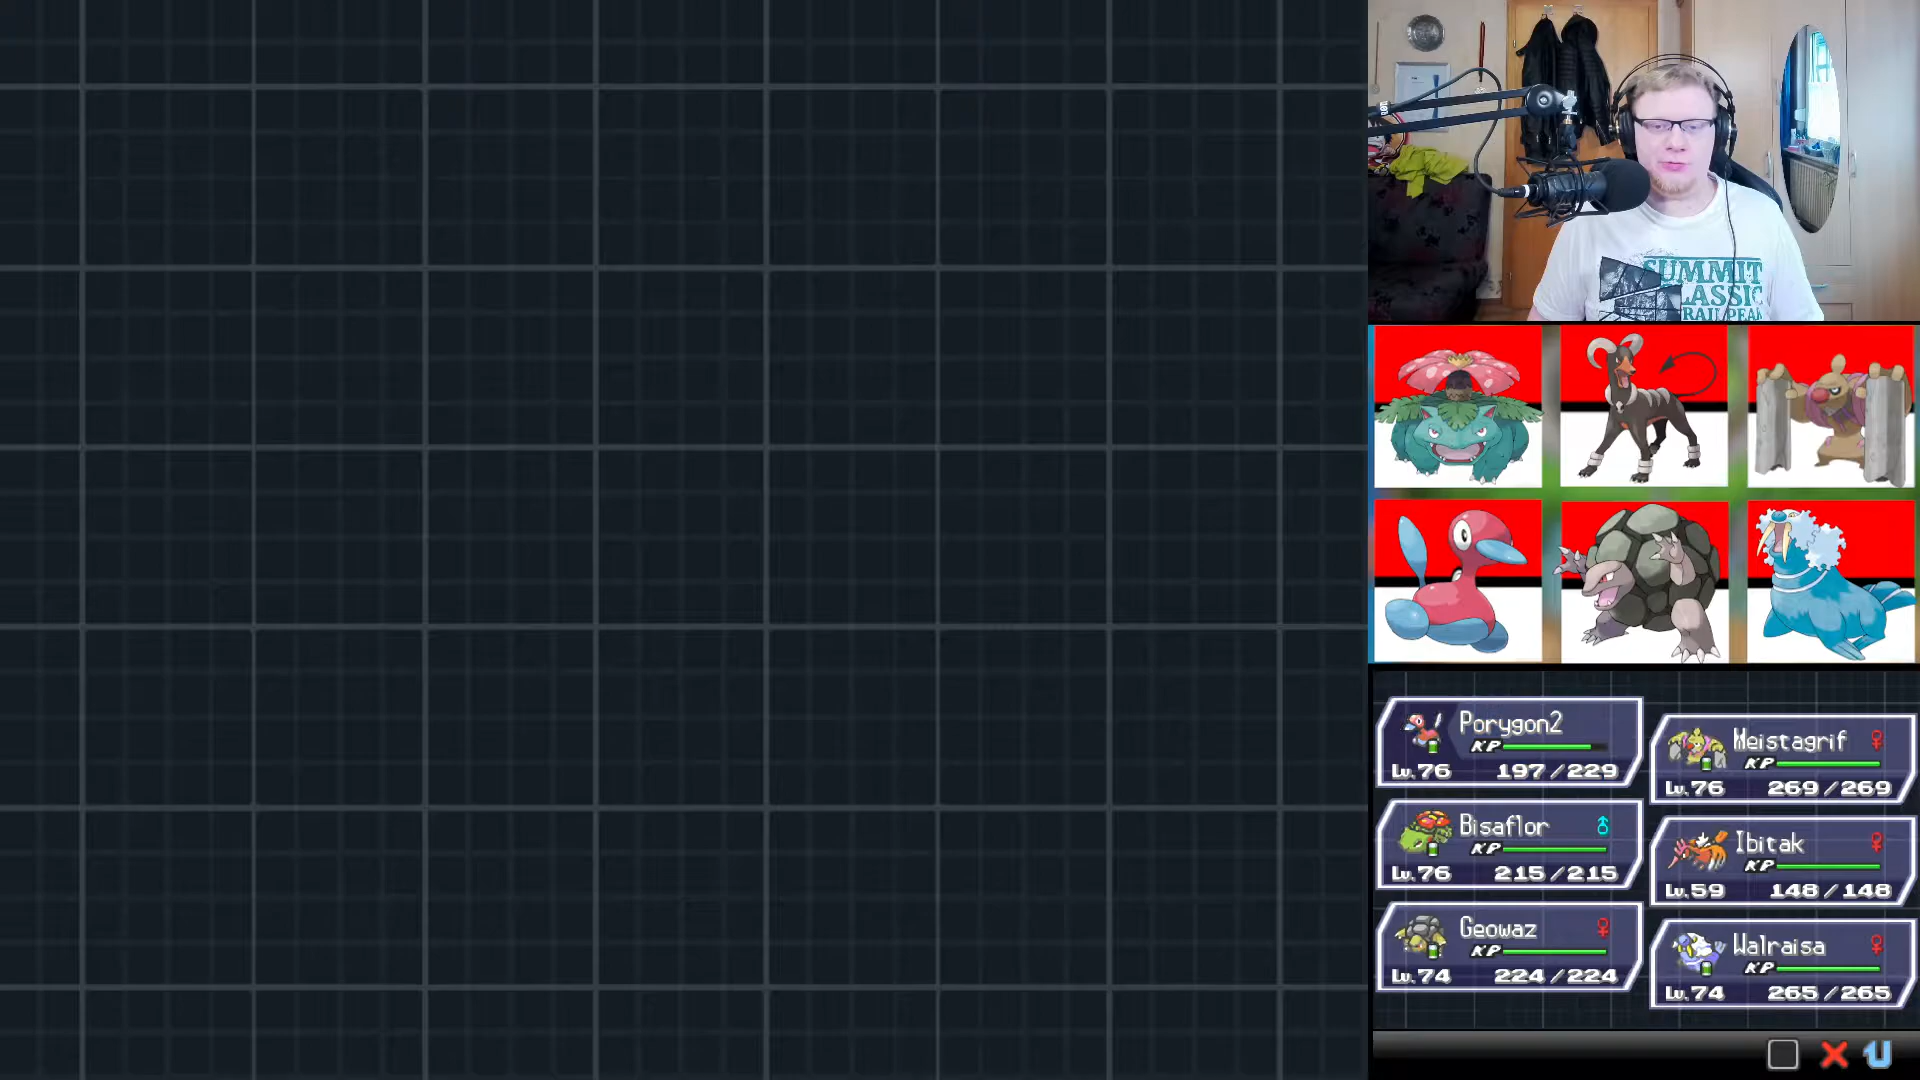 SUMMIT
CLASSIC
TRAIL PEAK
Porygon2
KP
Lv.76 197/229
Meistagrif ♀
KP
Lv.76 269/269
Bisaflor ♂
KP
Lv.76 215/215
Ibitak ♀
KP
Lv.59 148/148
Geowaz ♀
KP
Lv.74 224/224
Walraisa ♀
KP
Lv.74 265/265